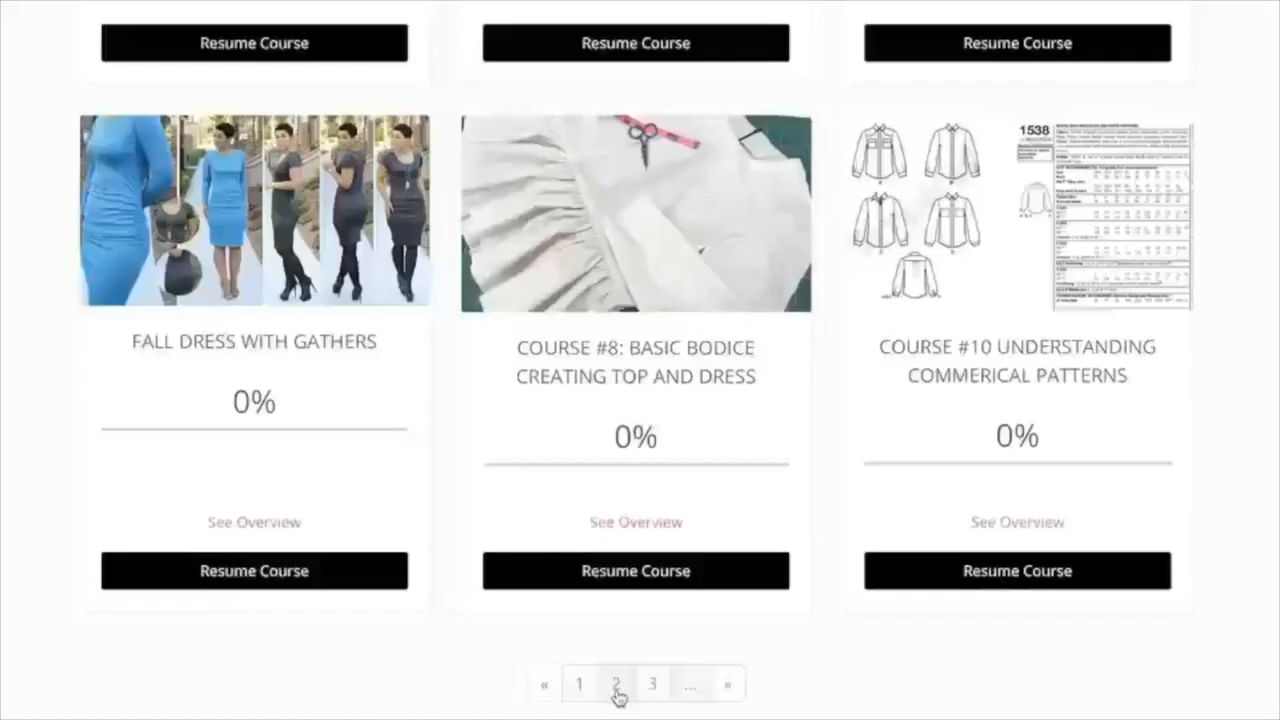 Resume Course
Resume Course
Resume Course
1538
FALL DRESS WITH GATHERS
0%
See Overview
Resume Course
COURSE #8: BASIC BODICE
CREATING TOP AND DRESS
0%
See Overview
Resume Course
COURSE #10 UNDERSTANDING
COMMERICAL PATTERNS
0%
See Overview
Resume Course
« 1 2 3 ... »